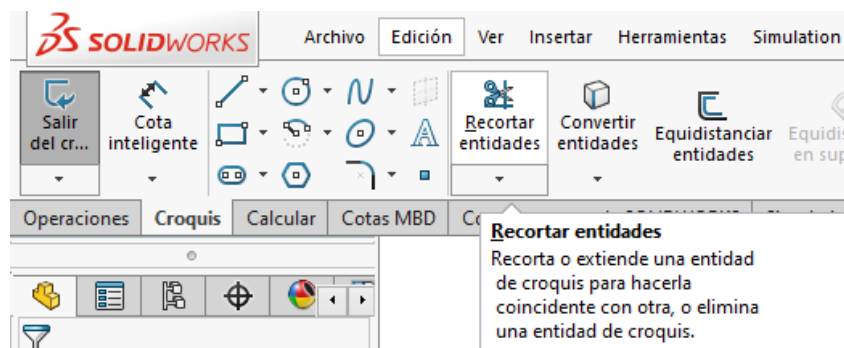 SOLIDWORKS Archivo Edición Ver Insertar Herramientas Simulation
Salir del cr...
Cota inteligente
Recortar entidades
Convertir entidades
Equidistanciar entidades
Operaciones Croquis Calcular Cotas MBD
Recortar entidades
Recorta o extiende una entidad
de croquis para hacerla
coincidente con otra, o elimina
una entidad de croquis.